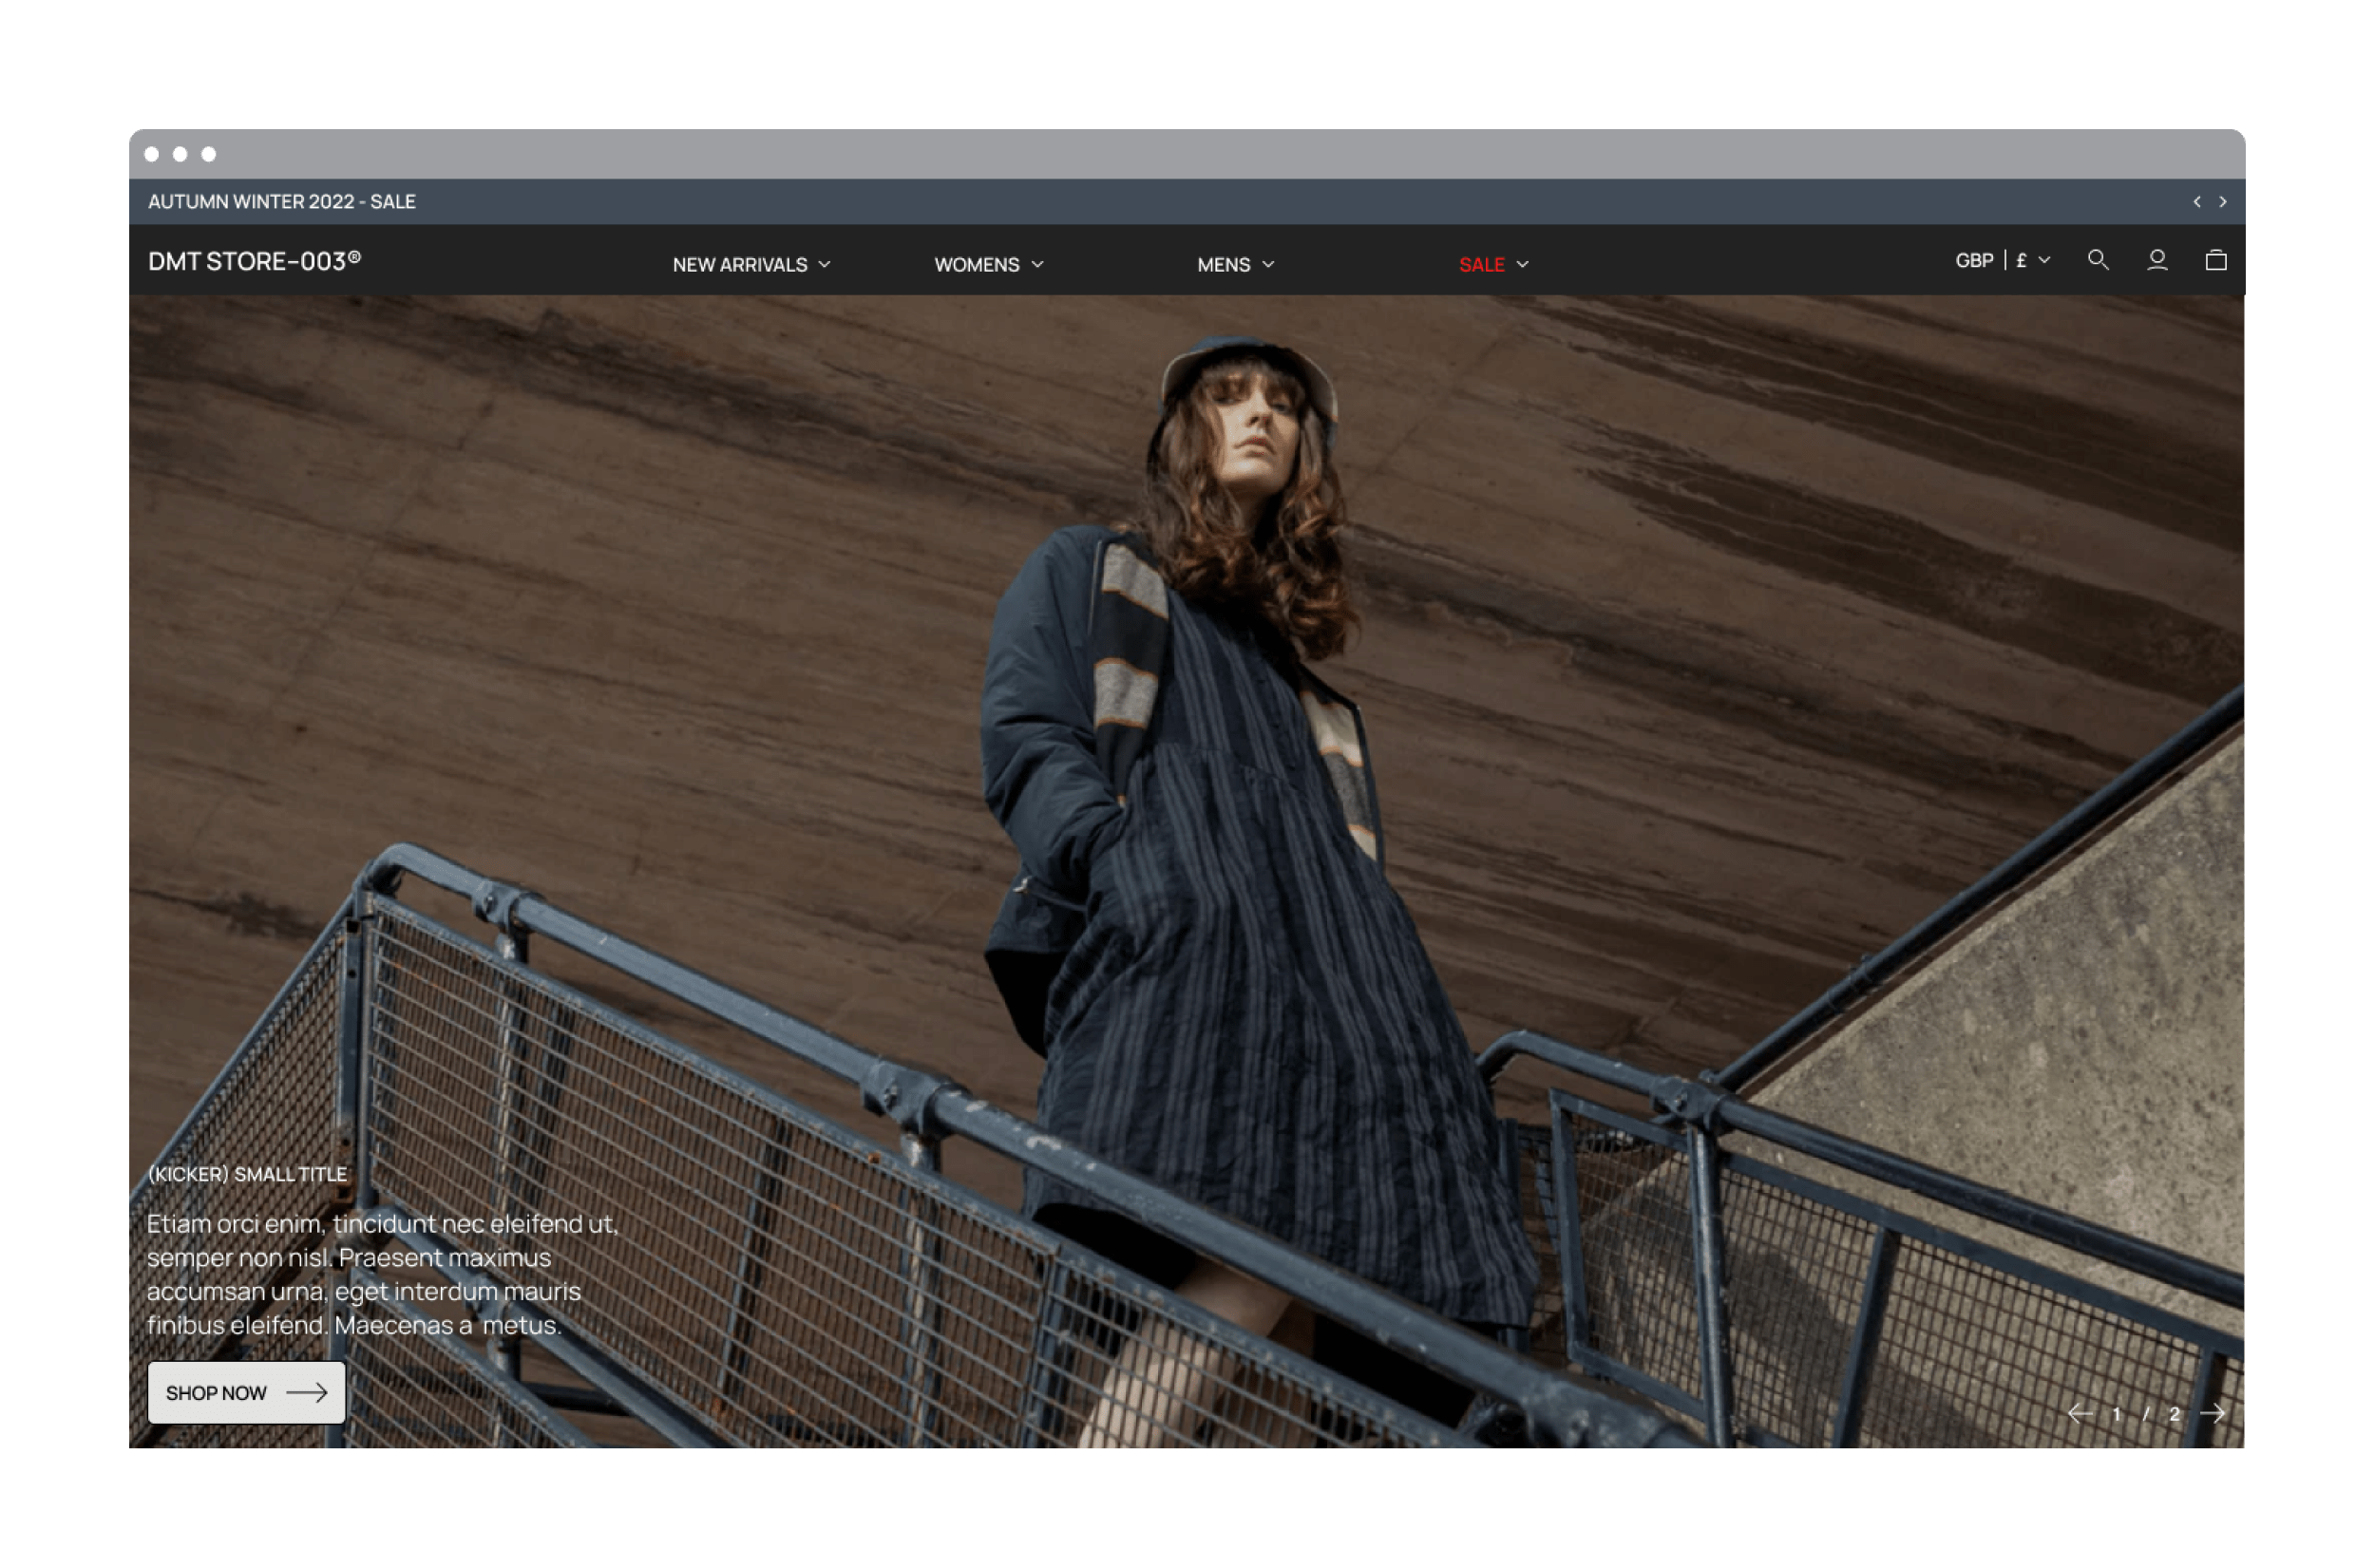 AUTUMN WINTER 2022 - SALE
DMT STORE-003®
NEW ARRIVALS
WOMENS
MENS
SALE
GBP | £
(KICKER) SMALL TITLE
Etiam orci enim, tincidunt nec eleifend ut,
semper non nisl. Praesent maximus
accumsan urna, eget interdum mauris
finibus eleifend. Maecenas a metus.
SHOP NOW
1 / 2